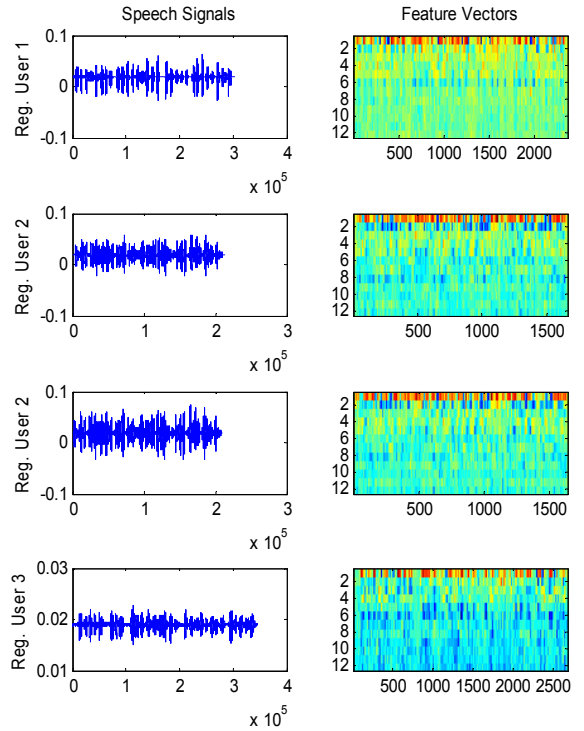 Speech Signals
Feature Vectors
Reg. User 1
0.1
0
-0.1
0 1 2 3 4
x 10^5
2
4
6
8
10
12
500 1000 1500 2000
Reg. User 2
0.1
0
-0.1
0 1 2 3
x 10^5
2
4
6
8
10
12
500 1000 1500
Reg. User 2
0.1
0
-0.1
0 1 2 3
x 10^5
2
4
6
8
10
12
500 1000 1500
Reg. User 3
0.03
0.02
0.01
0 1 2 3 4
x 10^5
2
4
6
8
10
12
500 1000 1500 2000 2500